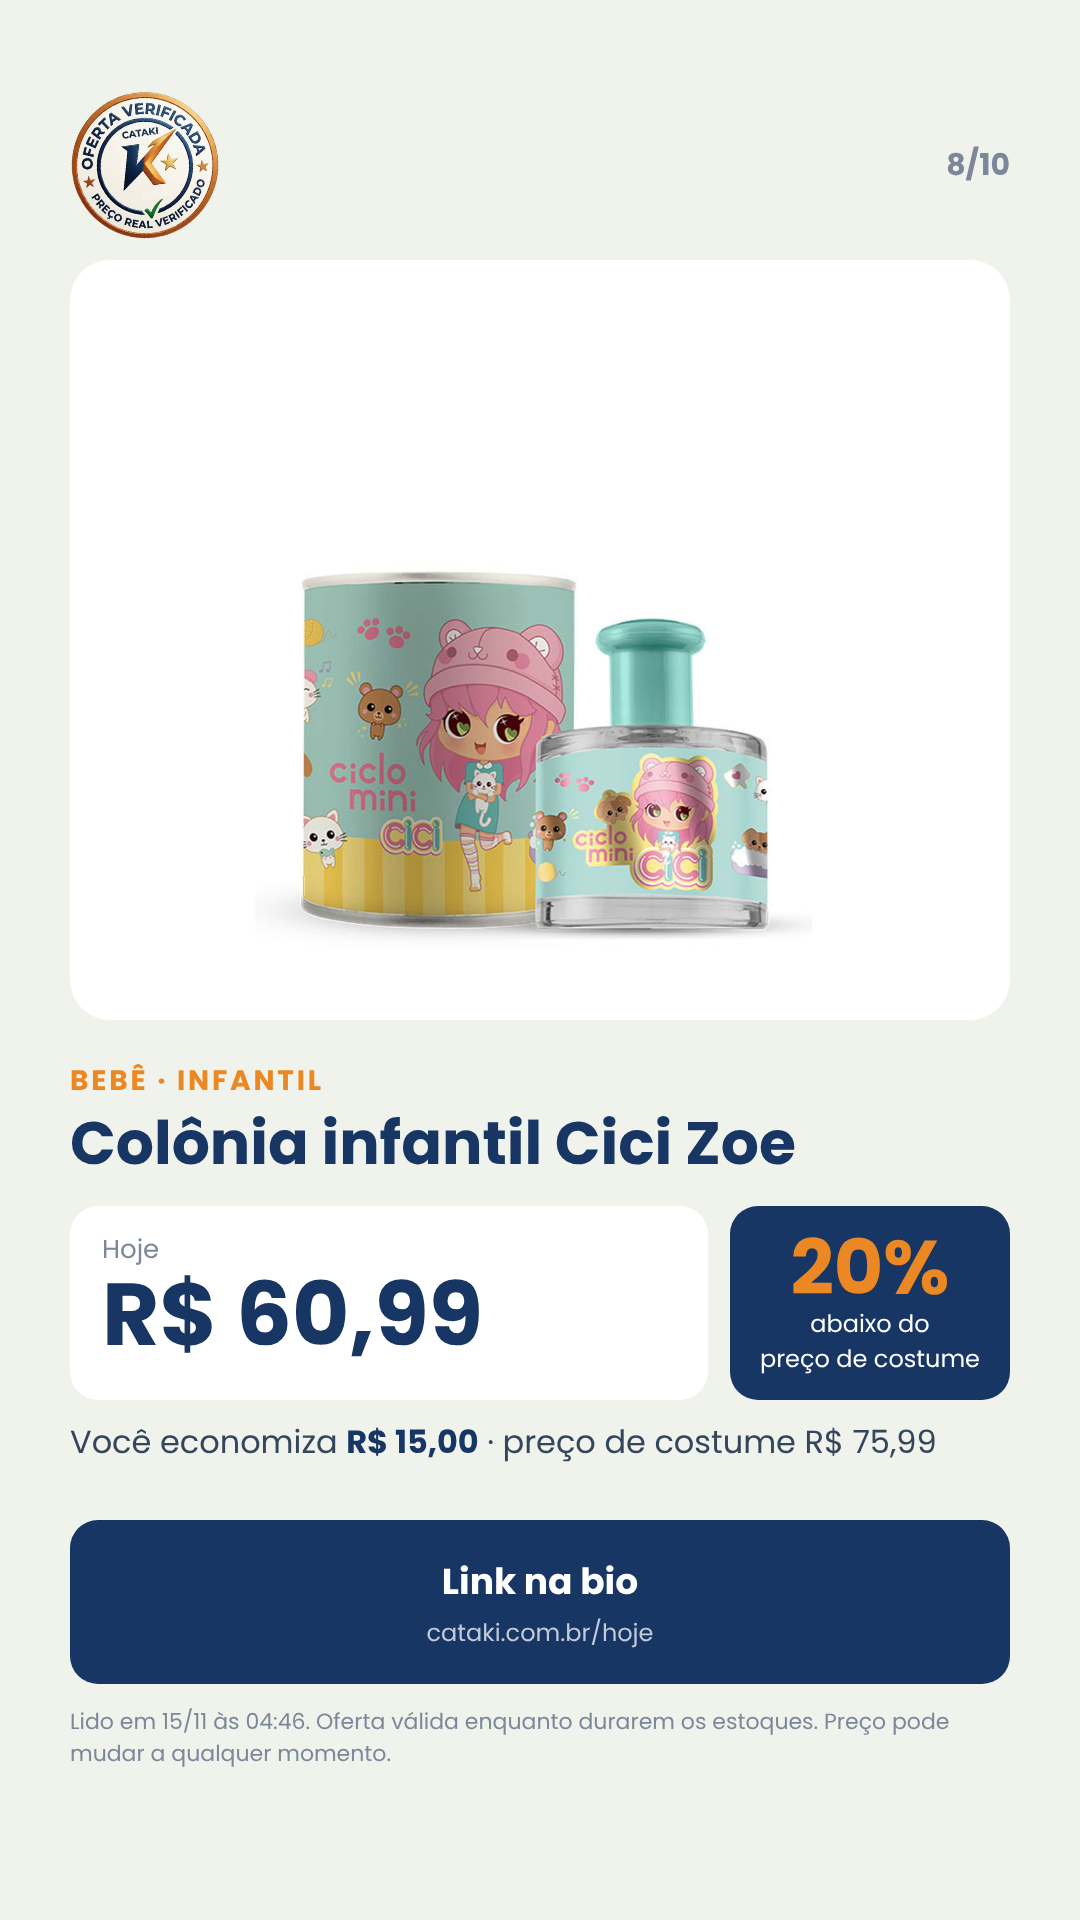 OFERTA VERIFICADA
CATAKI
K
PREÇO REAL VERIFICADO
8/10
ciclo
mini
CiCi
ciclo
mini
CiCi
BEBÊ · INFANTIL
Colônia infantil Cici Zoe
Hoje
R$ 60,99
20%
abaixo do
preço de costume
Você economiza R$ 15,00 · preço de costume R$ 75,99
Link na bio
cataki.com.br/hoje
Lido em 15/11 às 04:46. Oferta válida enquanto durarem os estoques. Preço pode
mudar a qualquer momento.